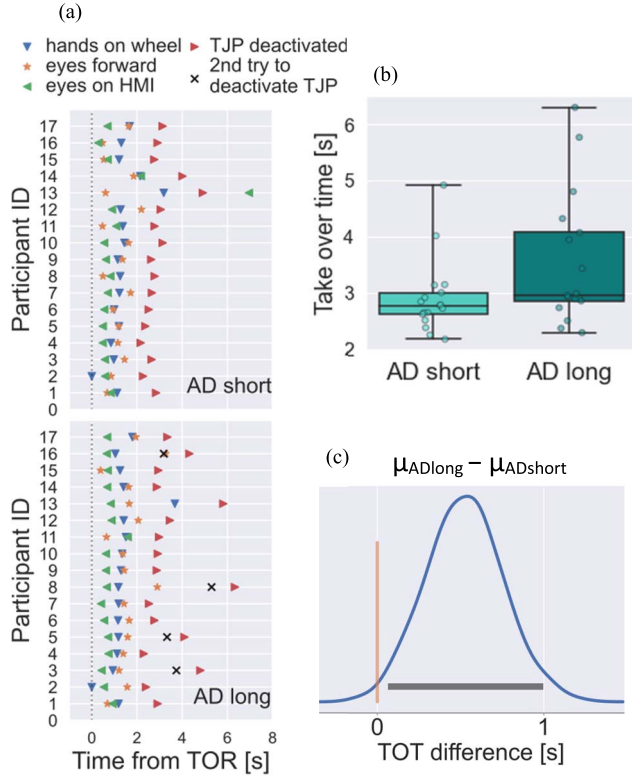 (a)
hands on wheel
eyes forward
eyes on HMI
TJP deactivated
2nd try to
deactivate TJP
Participant ID
17
16
15
14
13
12
11
10
9
8
7
6
5
4
3
2
1
0
AD short
Participant ID
17
16
15
14
13
12
11
10
9
8
7
6
5
4
3
2
1
0
AD long
0 2 4 6 8
Time from TOR [s]
(b)
Take over time [s]
6
5
4
3
2
AD short AD long
(c)
μADlong – μADshort
0 1
TOT difference [s]